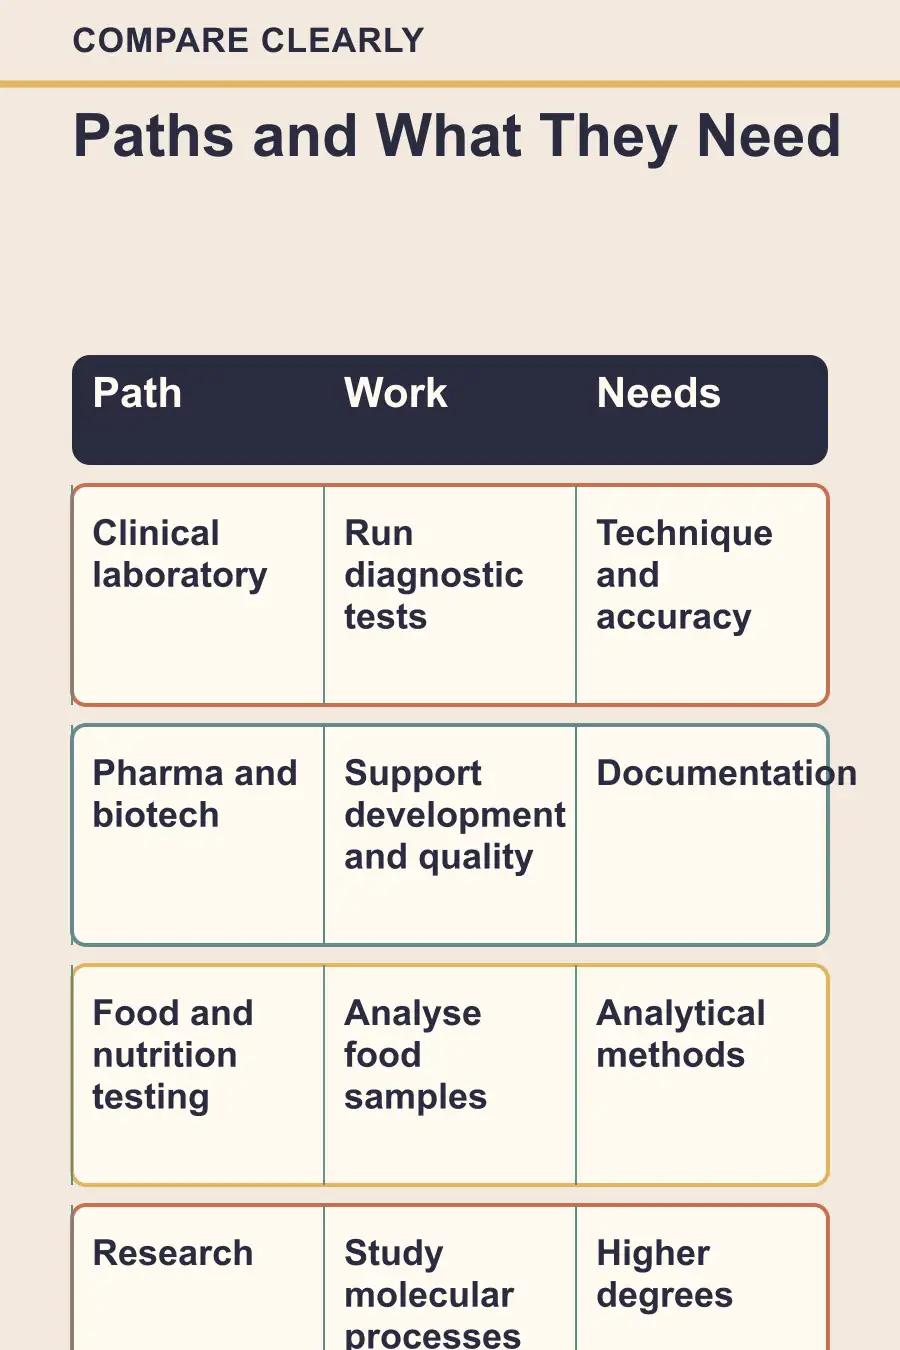 COMPARE CLEARLY
Paths and What They Need
Path Work Needs
Clinical
laboratory
Run
diagnostic
tests
Technique
and
accuracy
Pharma and
biotech
Support
development
and quality
Documentation
Food and
nutrition
testing
Analyse
food
samples
Analytical
methods
Research
Study
molecular
processes
Higher
degrees